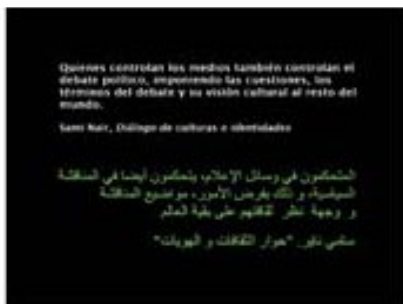 Quienes controlan los medios también controlan el
debate político, imponiendo las cuestiones, los
términos del debate y su visión cultural al resto del
mundo.
Sami Naïr, Diálogo de culturas e identidades
المتحكمون في وسائل الإعلام، يتحكمون أيضا في المناقشة
السياسية، و ذلك بفرض الأمور، مواضيع المناقشة
و وجهة نظر ثقافتهم على بقية العالم.
سامي نايير. "حوار الثقافات و الهويات"